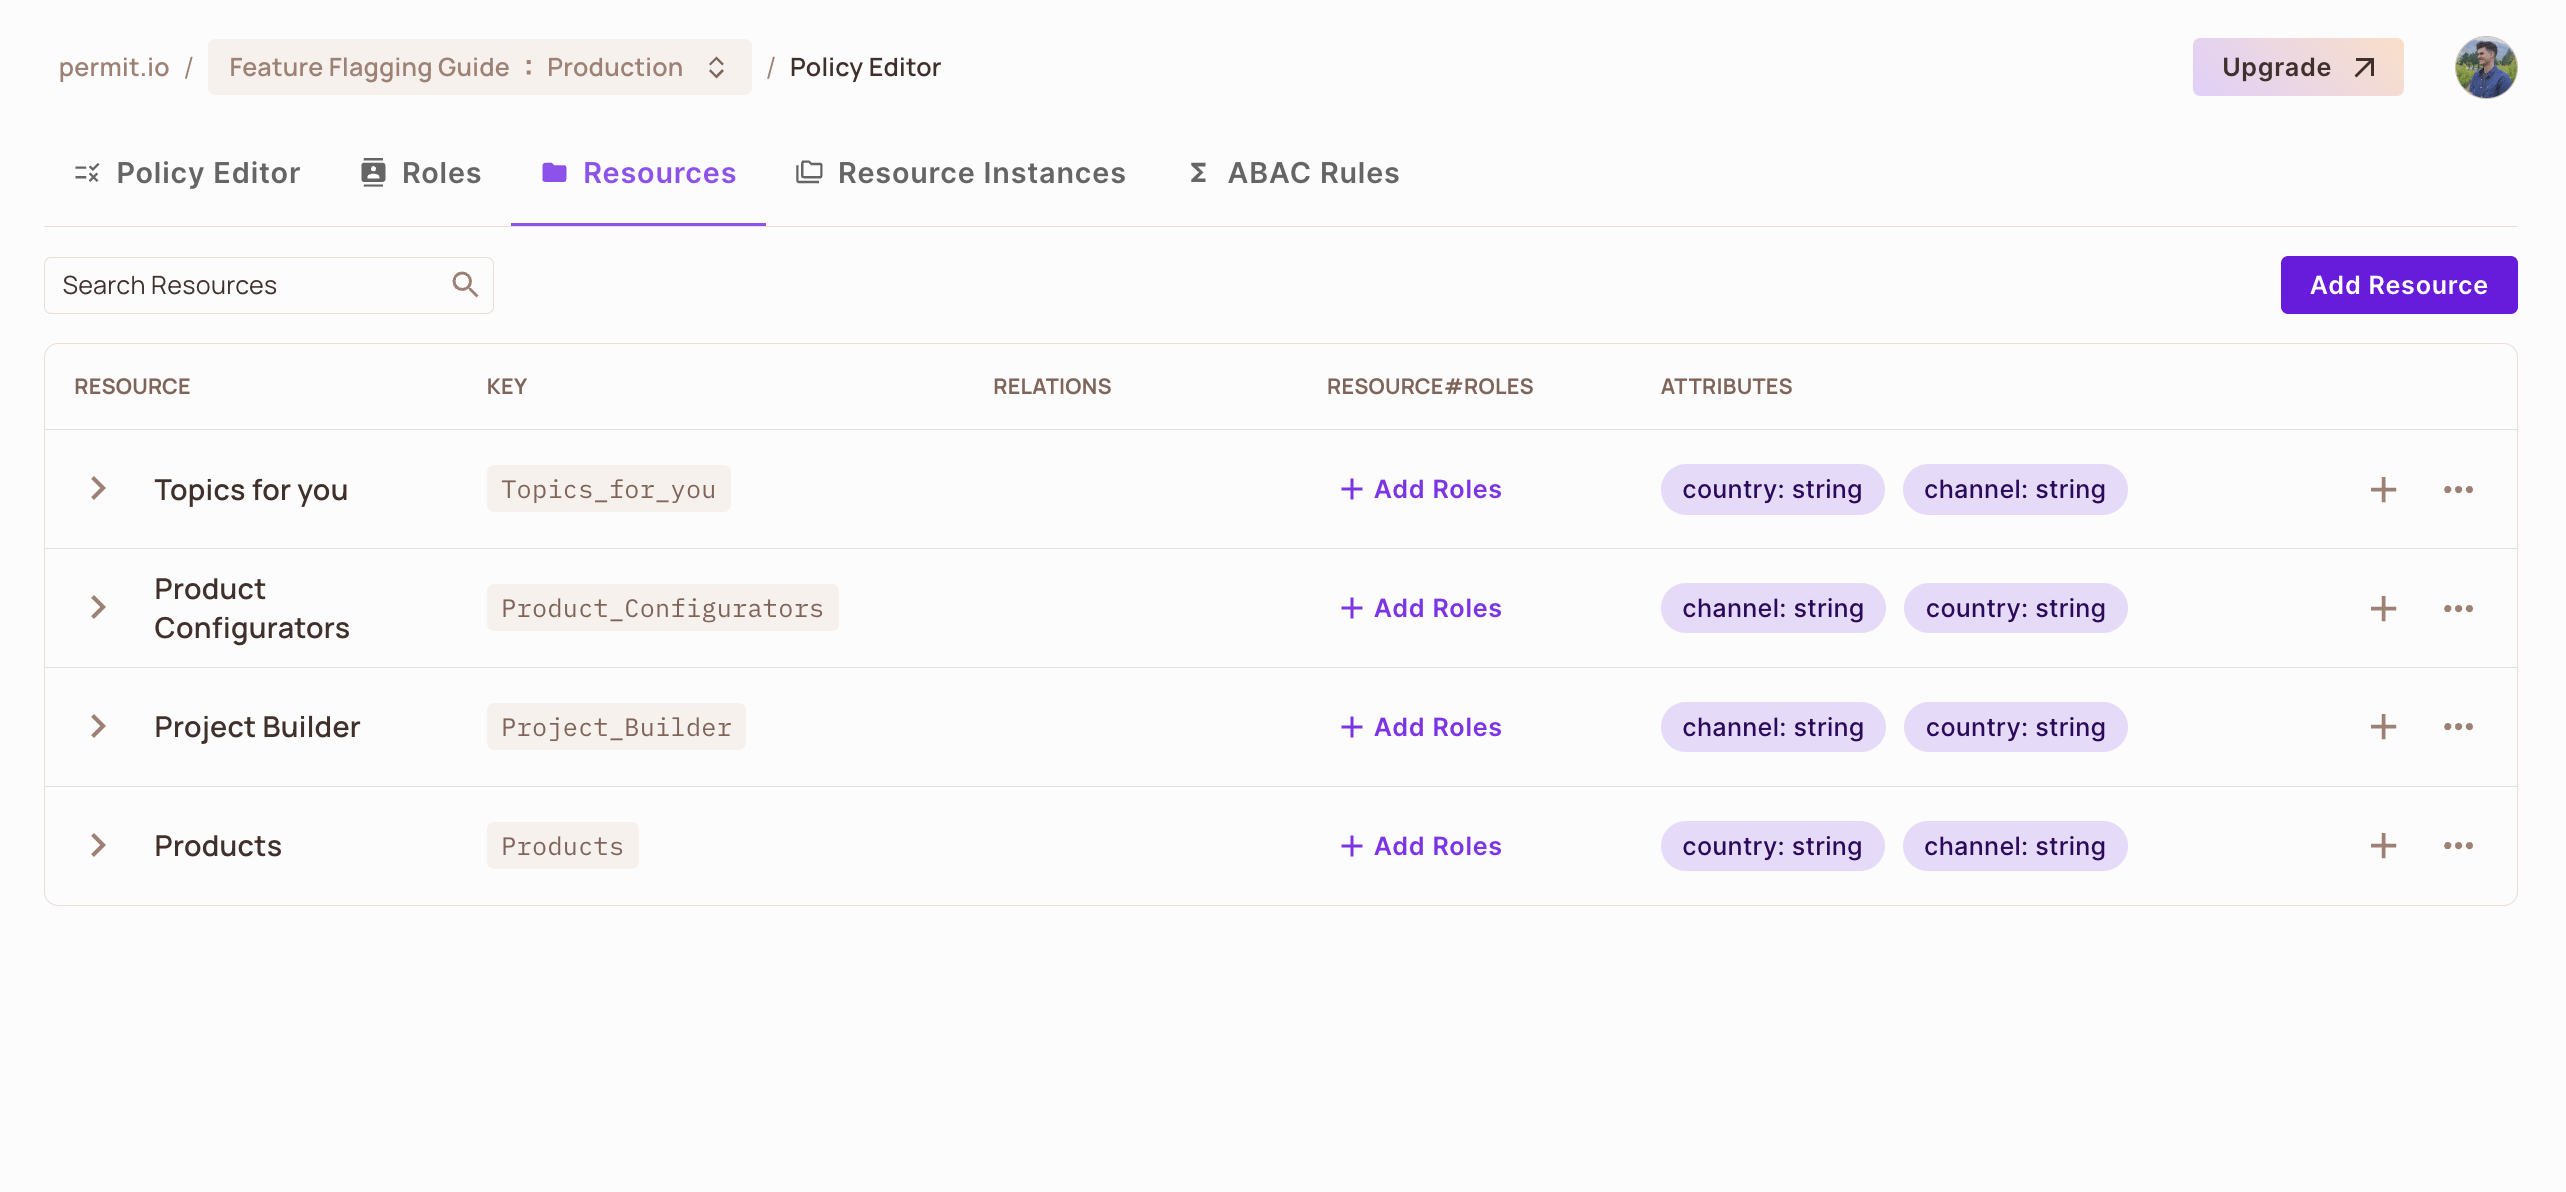 permit.io / Feature Flagging Guide : Production / Policy Editor Upgrade
Policy Editor Roles Resources Resource Instances ABAC Rules
Search Resources Add Resource
RESOURCE KEY RELATIONS RESOURCE#ROLES ATTRIBUTES
Topics for you Topics_for_you + Add Roles country: string channel: string
Product
Configurators Product_Configurators + Add Roles channel: string country: string
Project Builder Project_Builder + Add Roles channel: string country: string
Products Products + Add Roles country: string channel: string